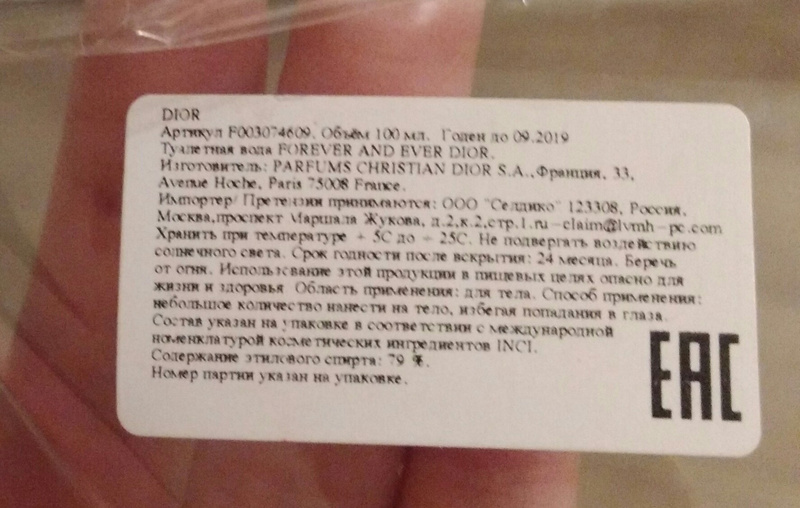 DIOR
Артикул F003074609. Объём 100 мл. Годен до 09.2019
Туалетная вода FOREVER AND EVER DIOR.
Изготовитель: PARFUMS CHRISTIAN DIOR S.A.,Франция, 33,
Avenue Hoche, Paris 75008 France.
Импортер/ Претензии принимаются: ООО "Селдико" 123308, Россия,
Москва,проспект Маршала Жукова, д.2,к.2,стр.1.ru-claim@lvmh-pc.com
Хранить при температуре + 5С до + 25С. Не подвергать воздействию
солнечного света. Срок годности после вскрытия: 24 месяца. Беречь
от огня. Использование этой продукции в пищевых целях опасно для
жизни и здоровья Область применения: для тела. Способ применения:
небольшое количество нанести на тело, избегая попадания в глаза.
Состав указан на упаковке в соответствии с международной
номенклатурой косметических ингредиентов INCI.
Содержание этилового спирта: 79 %.
Номер партии указан на упаковке.
EAC